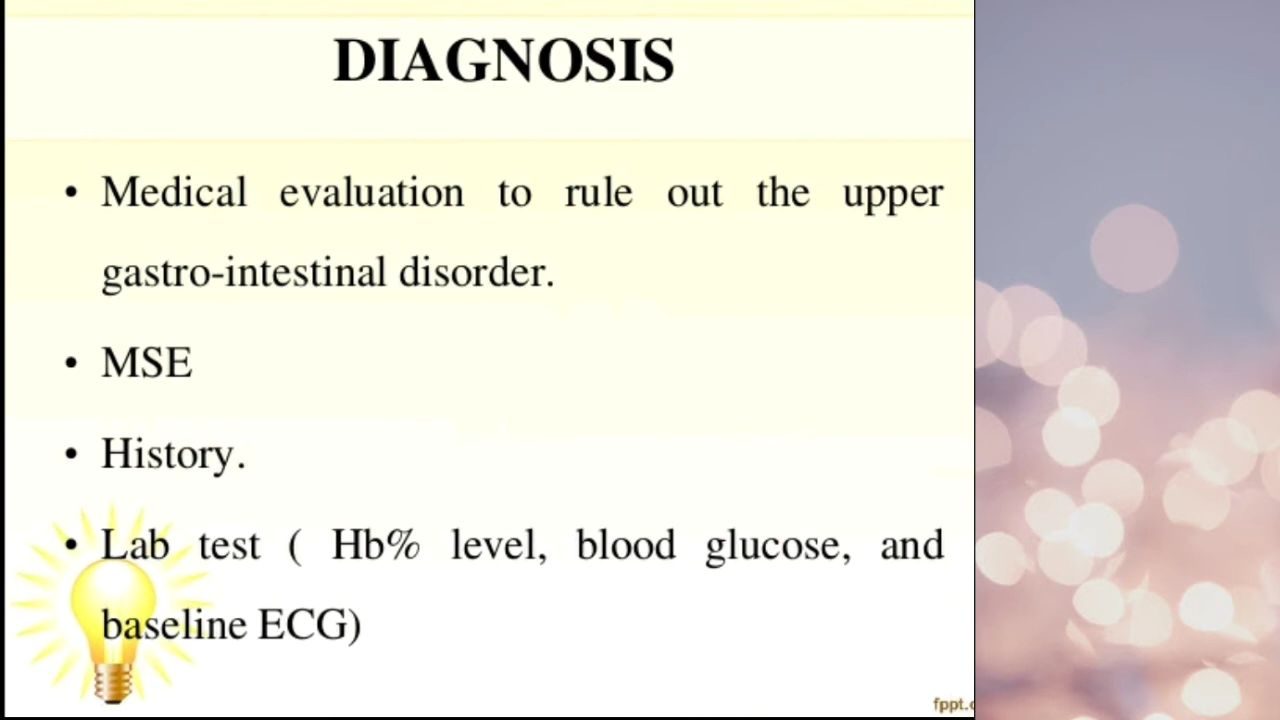 DIAGNOSIS
• Medical evaluation to rule out the upper
gastro-intestinal disorder.
• MSE
• History.
• Lab test ( Hb% level, blood glucose, and
baseline ECG)